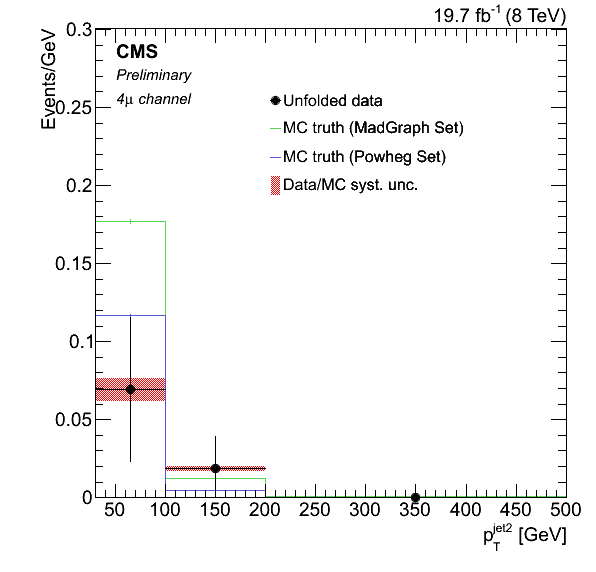 19.7 fb⁻¹ (8 TeV)
Events/GeV
0.3
0.25
0.2
0.15
0.1
0.05
0
CMS
Preliminary
4μ channel
Unfolded data
MC truth (MadGraph Set)
MC truth (Powheg Set)
Data/MC syst. unc.
50 100 150 200 250 300 350 400 450 500
p_T^jet2 [GeV]